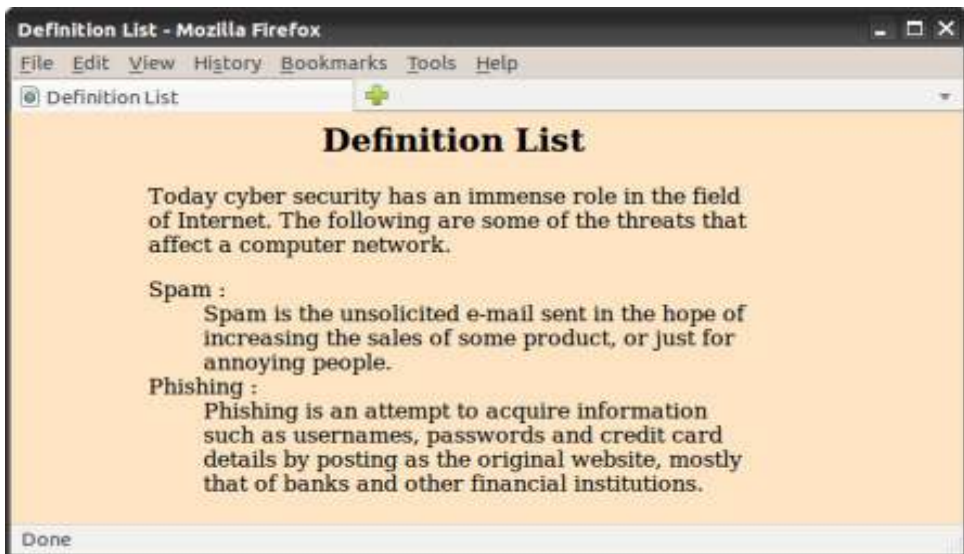 Definition List - Mozilla Firefox
File Edit View History Bookmarks Tools Help
Definition List
Definition List
Today cyber security has an immense role in the field
of Internet. The following are some of the threats that
affect a computer network.
Spam :
Spam is the unsolicited e-mail sent in the hope of
increasing the sales of some product, or just for
annoying people.
Phishing :
Phishing is an attempt to acquire information
such as usernames, passwords and credit card
details by posting as the original website, mostly
that of banks and other financial institutions.
Done